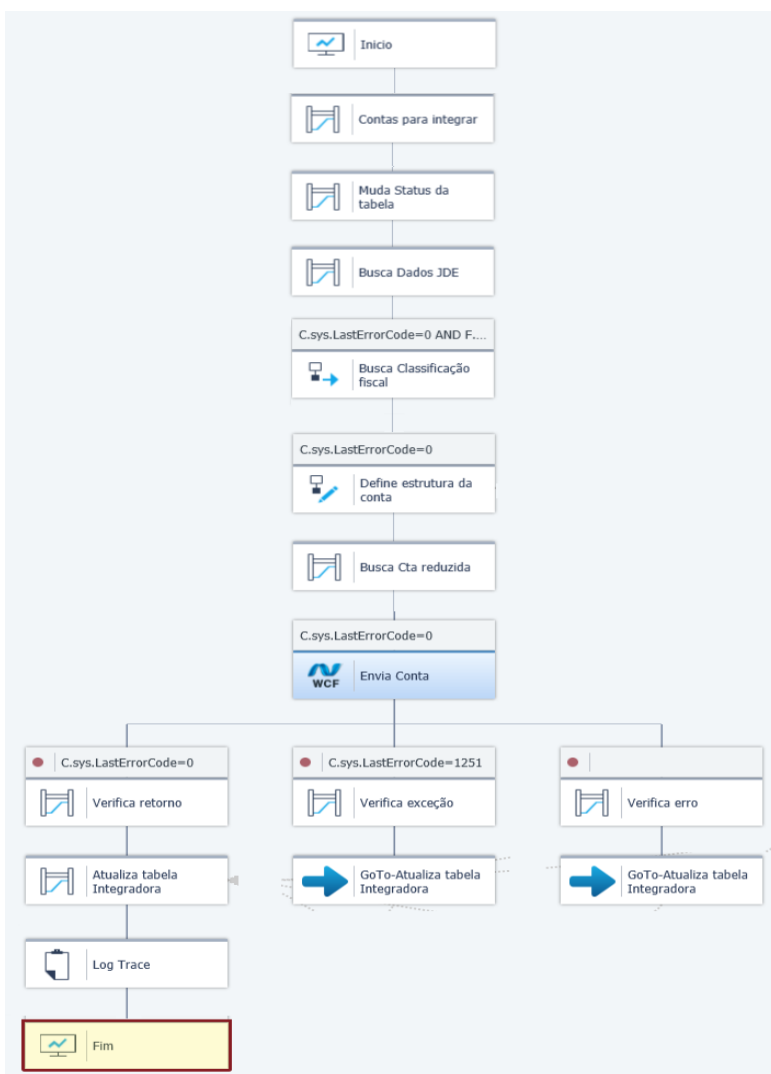 Inicio
Contas para integrar
Muda Status da
tabela
Busca Dados JDE
C.sys.LastErrorCode=0 AND F....
Busca Classificação
fiscal
C.sys.LastErrorCode=0
Define estrutura da
conta
Busca Cta reduzida
C.sys.LastErrorCode=0
WCF
Envia Conta
C.sys.LastErrorCode=0
Verifica retorno
Atualiza tabela
Integradora
Log Trace
Fim
C.sys.LastErrorCode=1251
Verifica exceção
GoTo-Atualiza tabela
Integradora
Verifica erro
GoTo-Atualiza tabela
Integradora